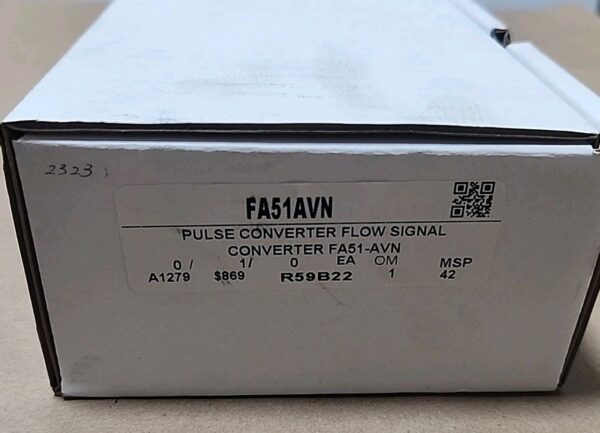 2323
FA51AVN
PULSE CONVERTER FLOW SIGNAL
CONVERTER FA51-AVN
0 / 1/ 0 EA OM MSP
A1279 $869 R59B22 1 42